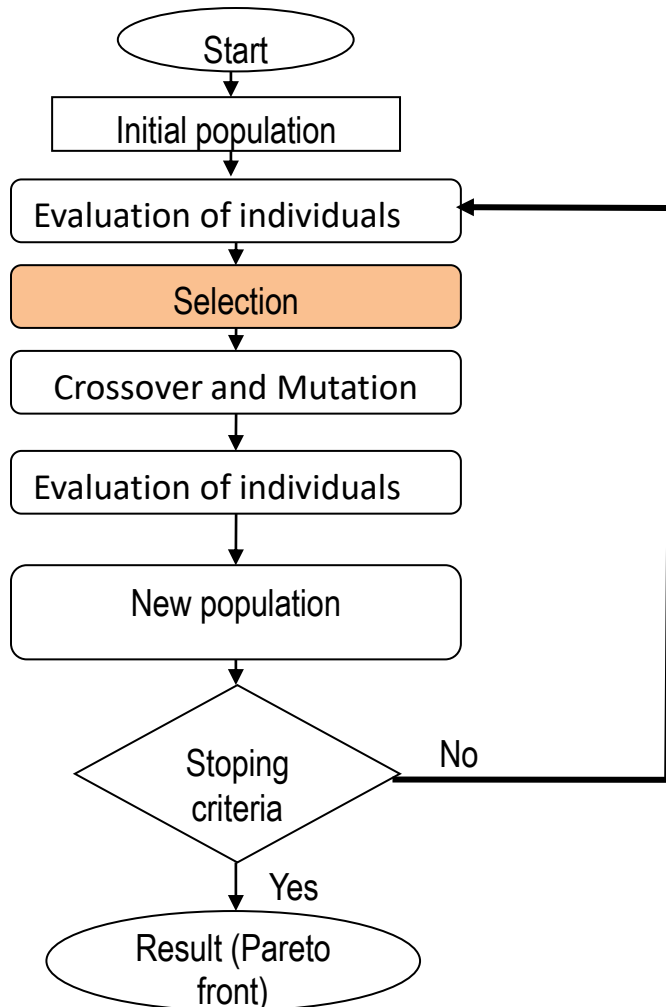 Start
Initial population
Evaluation of individuals
Selection
Crossover and Mutation
Evaluation of individuals
New population
Stoping
criteria
No
Yes
Result (Pareto
front)